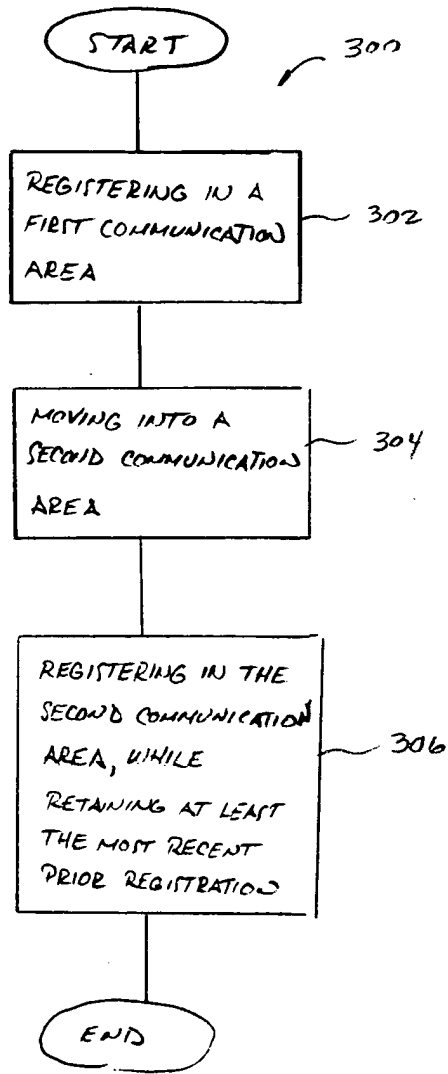 START
300
REGISTERING IN A
FIRST COMMUNICATION
AREA
302
MOVING INTO A
SECOND COMMUNICATION
AREA
304
REGISTERING IN THE
SECOND COMMUNICATION
AREA, WHILE
RETAINING AT LEAST
THE MOST RECENT
PRIOR REGISTRATION
306
END